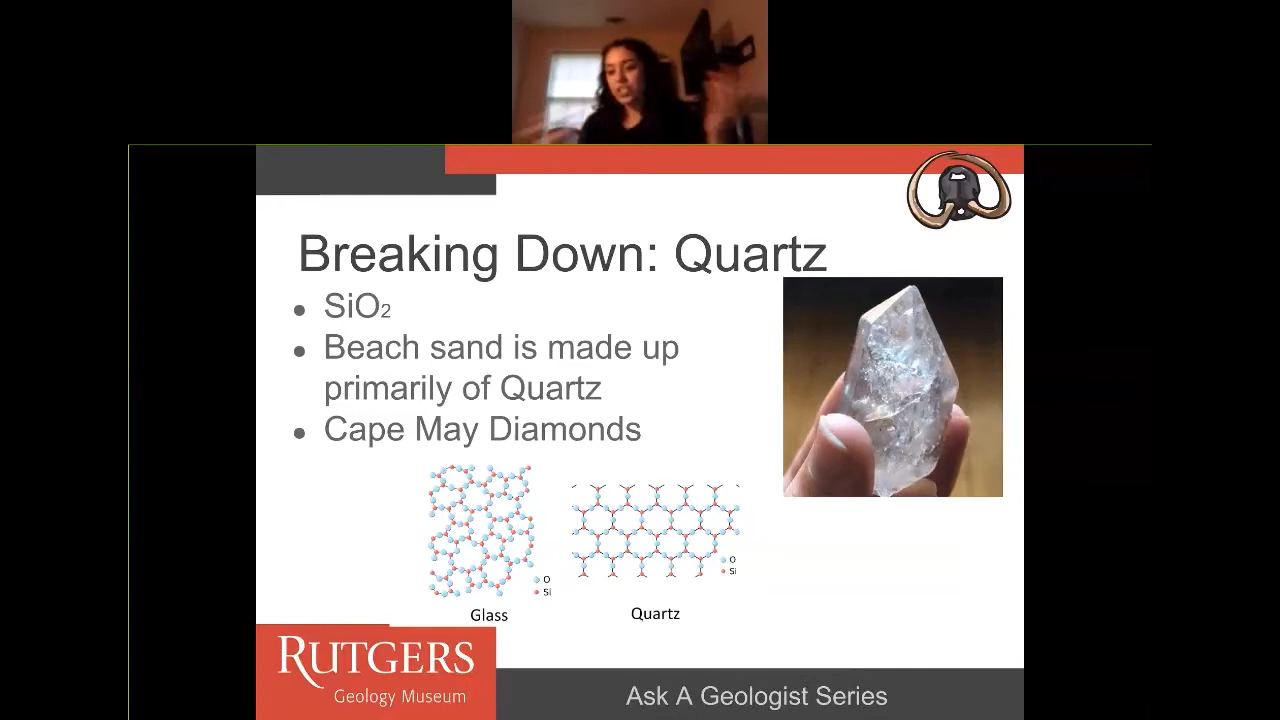 Breaking Down: Quartz
● SiO2
● Beach sand is made up
primarily of Quartz
● Cape May Diamonds
O
Si
Glass
O
Si
Quartz
RUTGERS
Geology Museum
Ask A Geologist Series